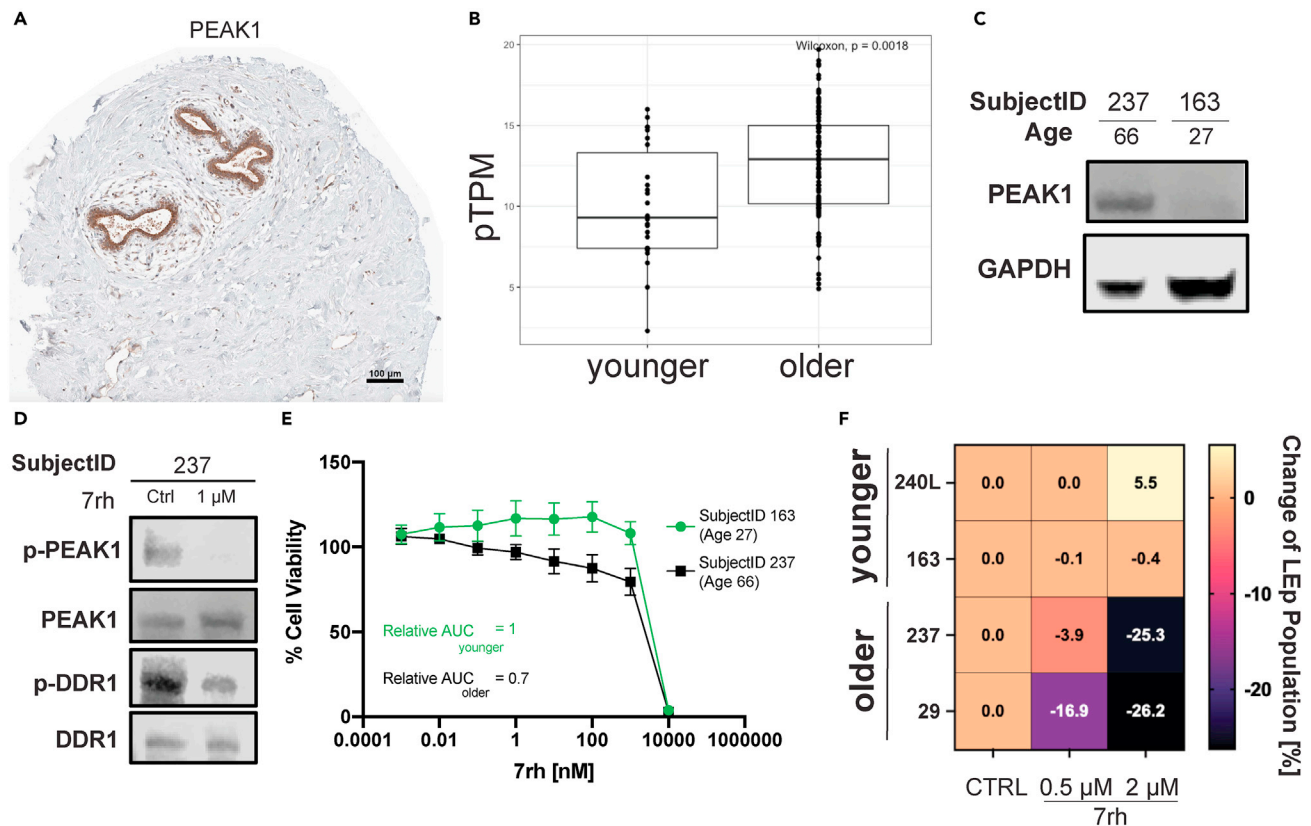 A
PEAK1
100 µm
B
Wilcoxon, p = 0.0018
20
15
10
5
pTPM
younger
older
C
SubjectID 237 163
Age 66 27
PEAK1
GAPDH
D
SubjectID 237
7rh Ctrl 1 µM
p-PEAK1
PEAK1
p-DDR1
DDR1
E
150
100
50
0
% Cell Viability
SubjectID 163
(Age 27)
SubjectID 237
(Age 66)
Relative AUC younger = 1
Relative AUC older = 0.7
0.0001 0.01 1 100 10000 1000000
7rh [nM]
F
younger
older
240L 0.0 0.0 5.5
163 0.0 -0.1 -0.4
237 0.0 -3.9 -25.3
29 0.0 -16.9 -26.2
CTRL 0.5 µM 2 µM
7rh
0
-10
-20
Change of LEp Population [%]